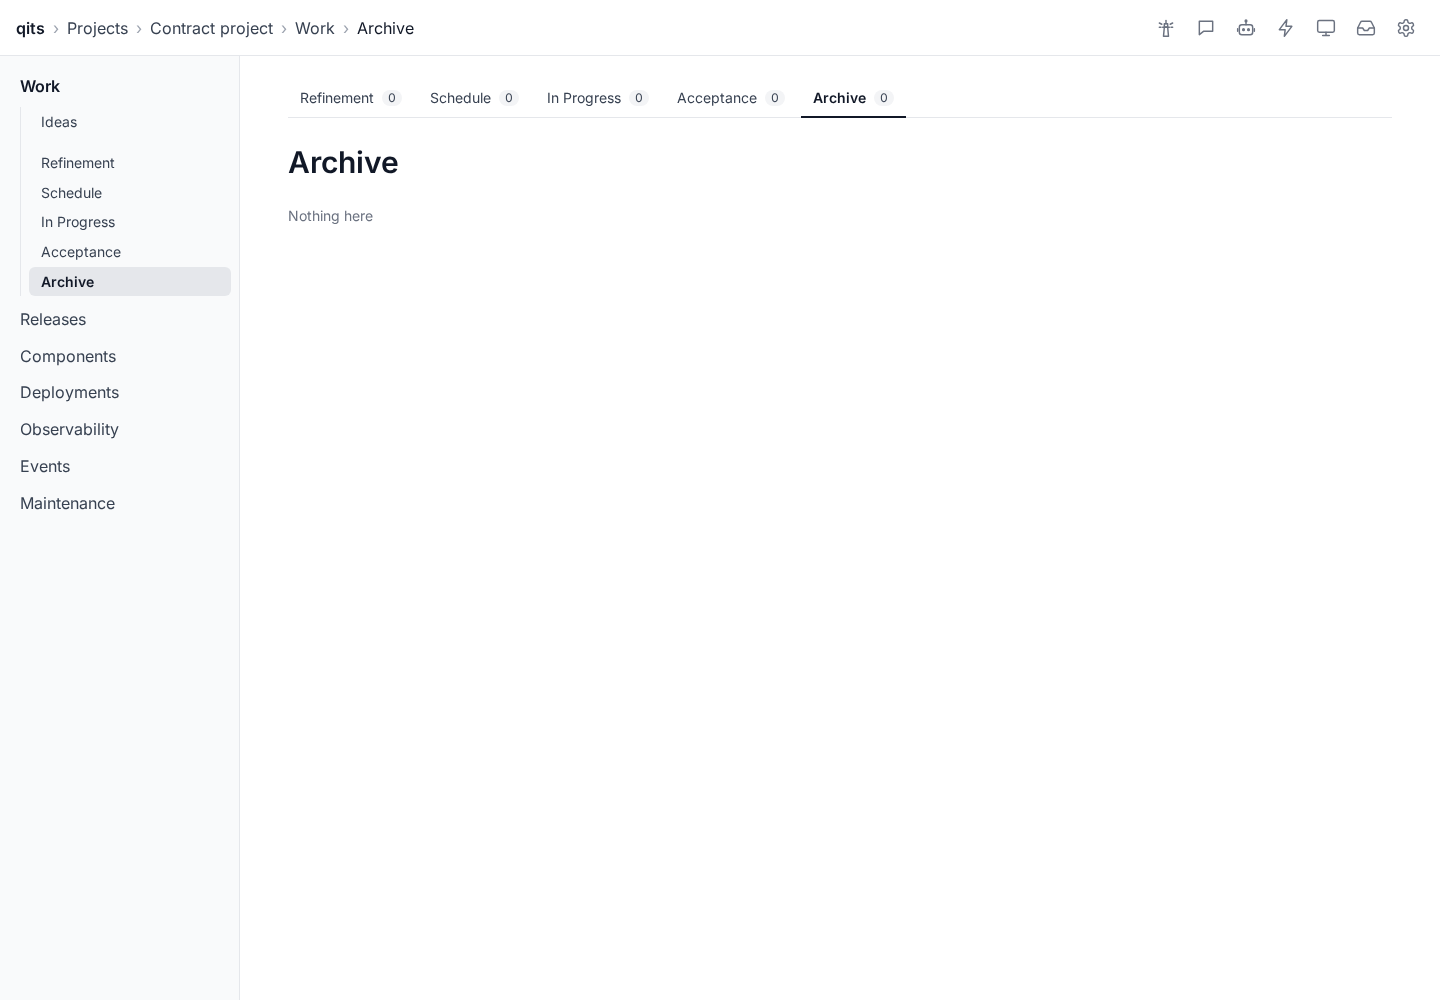 qits › Projects › Contract project › Work › Archive
Work
Ideas
Refinement
Schedule
In Progress
Acceptance
Archive
Releases
Components
Deployments
Observability
Events
Maintenance
Refinement 0 Schedule 0 In Progress 0 Acceptance 0 Archive 0
Archive
Nothing here